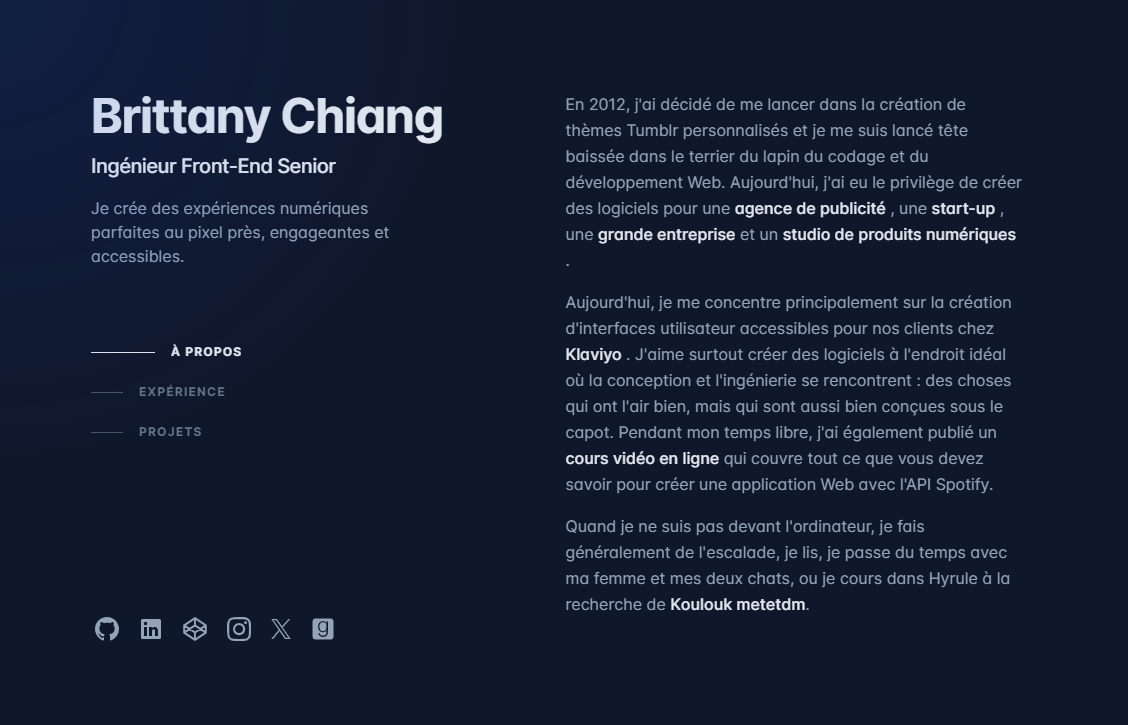 Brittany Chiang
Ingénieur Front-End Senior
Je crée des expériences numériques
parfaites au pixel près, engageantes et
accessibles.
À PROPOS
EXPÉRIENCE
PROJETS
En 2012, j'ai décidé de me lancer dans la création de
thèmes Tumblr personnalisés et je me suis lancé tête
baissée dans le terrier du lapin du codage et du
développement Web. Aujourd'hui, j'ai eu le privilège de créer
des logiciels pour une agence de publicité , une start-up ,
une grande entreprise et un studio de produits numériques
.
Aujourd'hui, je me concentre principalement sur la création
d'interfaces utilisateur accessibles pour nos clients chez
Klaviyo . J'aime surtout créer des logiciels à l'endroit idéal
où la conception et l'ingénierie se rencontrent : des choses
qui ont l'air bien, mais qui sont aussi bien conçues sous le
capot. Pendant mon temps libre, j'ai également publié un
cours vidéo en ligne qui couvre tout ce que vous devez
savoir pour créer une application Web avec l'API Spotify.
Quand je ne suis pas devant l'ordinateur, je fais
généralement de l'escalade, je lis, je passe du temps avec
ma femme et mes deux chats, ou je cours dans Hyrule à la
recherche de Koulouk metetdm.